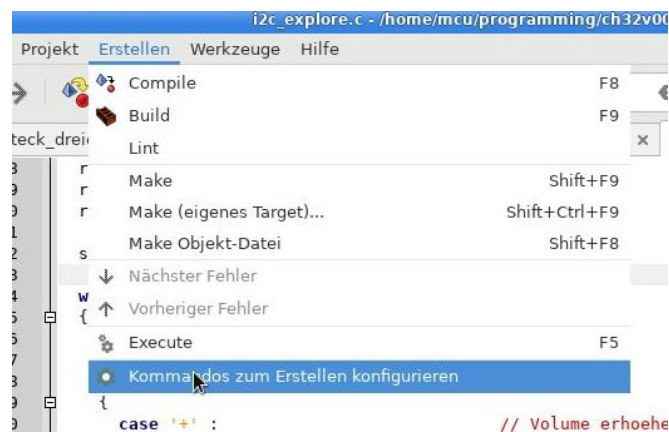 i2c_explore.c - /home/mcu/programming/ch32v00
Projekt Erstellen Werkzeuge Hilfe
Compile F8
Build F9
teck_drei
Lint
Make Shift+F9
Make (eigenes Target)... Shift+Ctrl+F9
Make Objekt-Datei Shift+F8
Nächster Fehler
Vorheriger Fehler
{
Execute F5
Kommandos zum Erstellen konfigurieren
{
case '+' : // Volume erhoehe